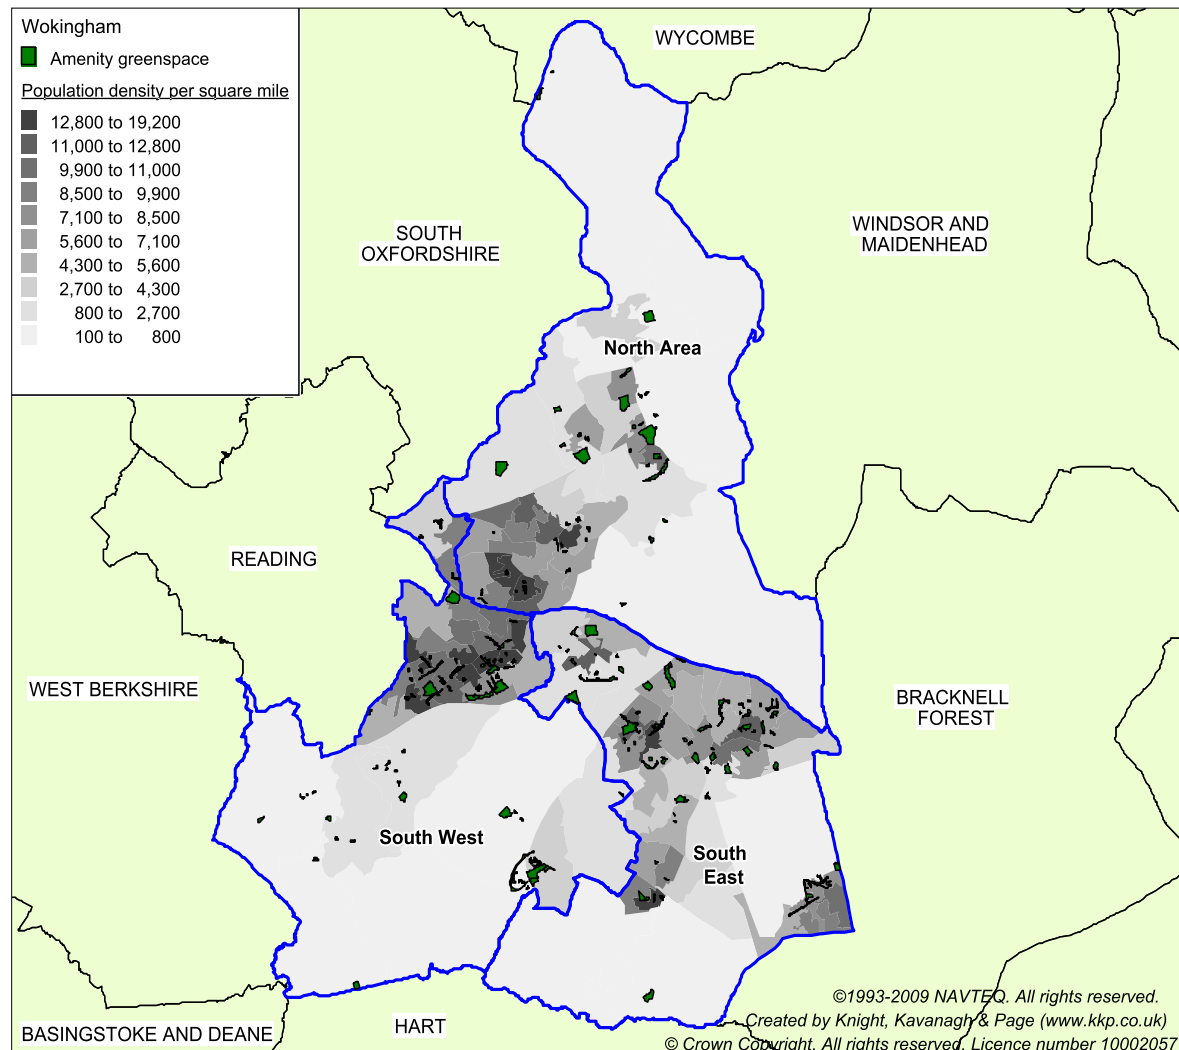 Wokingham
Amenity greenspace
Population density per square mile
12,800 to 19,200
11,000 to 12,800
9,900 to 11,000
8,500 to 9,900
7,100 to 8,500
5,600 to 7,100
4,300 to 5,600
2,700 to 4,300
800 to 2,700
100 to 800
WYCOMBE
SOUTH
OXFORDSHIRE
WINDSOR AND
MAIDENHEAD
North Area
READING
WEST BERKSHIRE
BRACKNELL
FOREST
South West
South
East
BASINGSTOKE AND DEANE
HART
©1993-2009 NAVTEQ. All rights reserved.
Created by Knight, Kavanagh & Page (www.kkp.co.uk)
© Crown Copyright. All rights reserved. Licence number 10002057